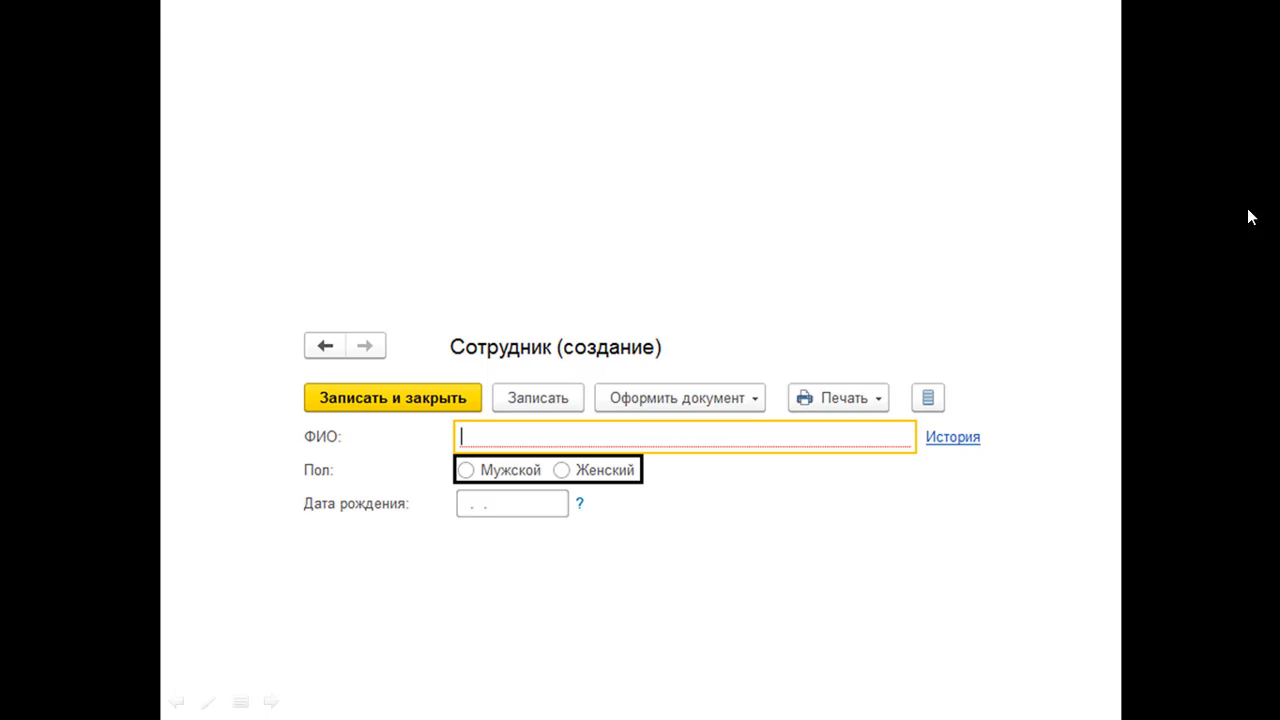 Сотрудник (создание)
Записать и закрыть Записать Оформить документ Печать
ФИО: История
Пол: Мужской Женский
Дата рождения: . . ?